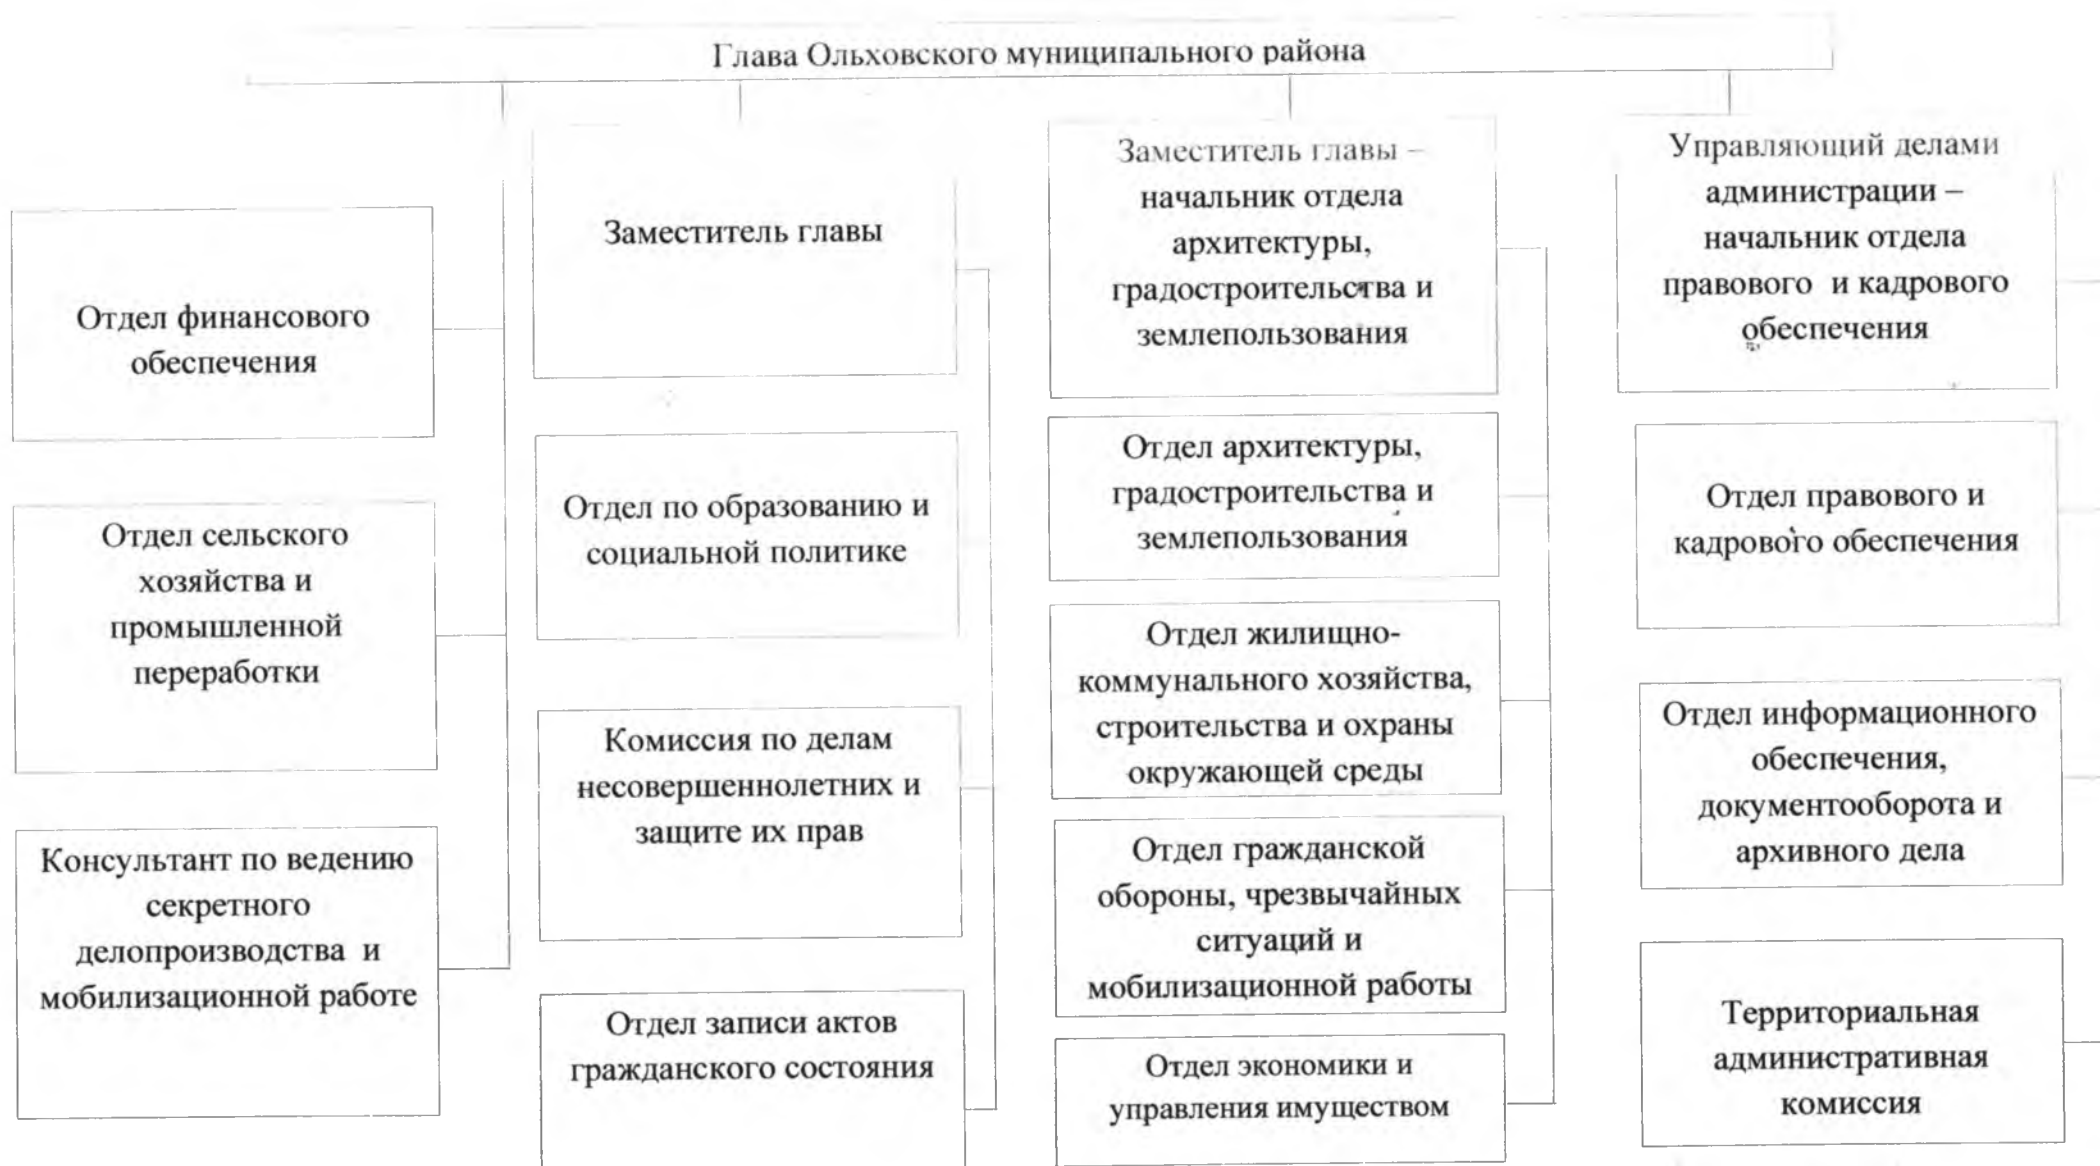 Глава Ольховского муниципального района
Отдел финансового
обеспечения
Отдел сельского
хозяйства и
промышленной
переработки
Консультант по ведению
секретного
делопроизводства и
мобилизационной работе
Заместитель главы
Отдел по образованию и
социальной политике
Комиссия по делам
несовершеннолетних и
защите их прав
Отдел записи актов
гражданского состояния
Заместитель главы –
начальник отдела
архитектуры,
градостроительства и
землепользования
Отдел архитектуры,
градостроительства и
землепользования
Отдел жилищно-
коммунального хозяйства,
строительства и охраны
окружающей среды
Отдел гражданской
обороны, чрезвычайных
ситуаций и
мобилизационной работы
Отдел экономики и
управления имуществом
Управляющий делами
администрации –
начальник отдела
правового и кадрового
обеспечения
Отдел правового и
кадрового обеспечения
Отдел информационного
обеспечения,
документооборота и
архивного дела
Территориальная
административная
комиссия